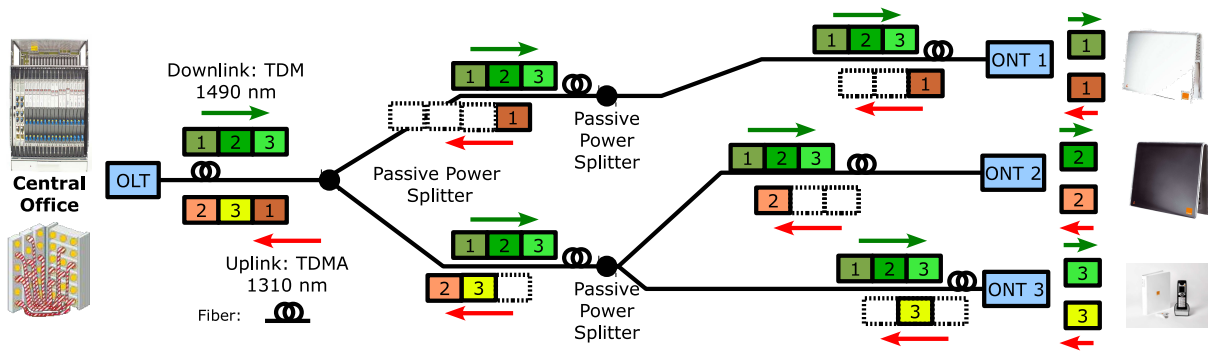 Downlink: TDM
1490 nm
1 2 3
OLT
Central
Office
2 3 1
Uplink: TDMA
1310 nm
Fiber:
Passive Power
Splitter
1 2 3
1
Passive
Power
Splitter
1 2 3
1
ONT 1
1
1
1 2 3
2 3
Passive
Power
Splitter
1 2 3
2
ONT 2
2
2
1 2 3
3
ONT 3
3
3